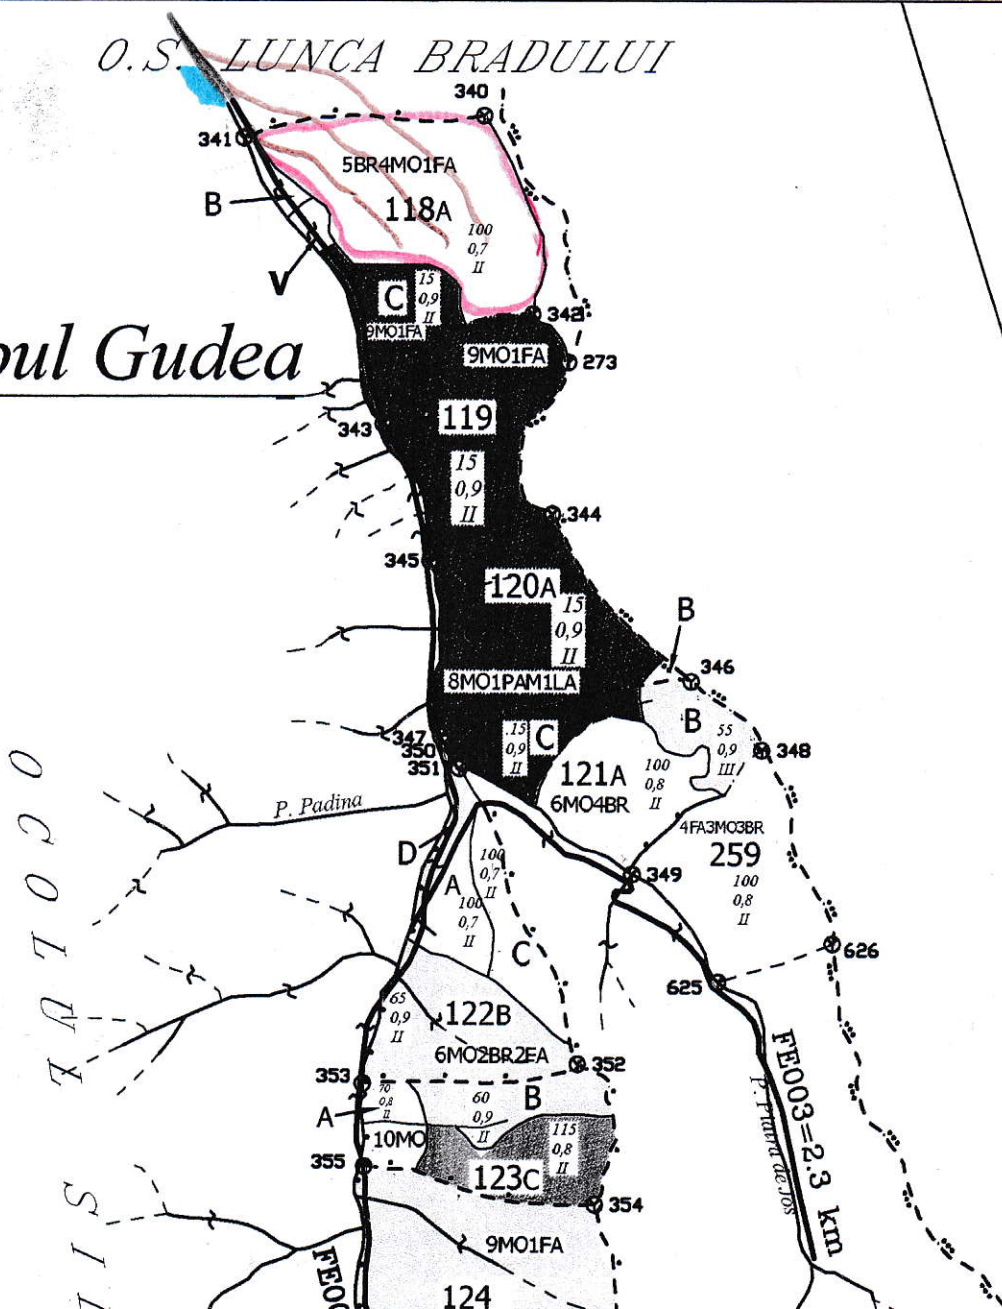 O.S. LUNCA BRADULUI
340
341
5BR4MO1FA
B
118A
100
0,7
II
V
C
15
0,9
II
9MO1FA
342
9MO1FA
273
Gudea
119
343
15
0,9
II
344
345
120A
15
0,9
II
B
346
8MO1PAM1LA
B
347
350
351
15
0,9
II
C
55
0,9
III
348
121A
100
0,8
II
6MO4BR
P. Padina
4FA3MO3BR
259
100
0,8
II
D
100
0,7
II
A
100
0,7
II
349
C
626
625
65
0,9
II
122B
6MO2BR2FA
352
353
70
0,8
II
A
60
0,9
II
B
115
0,8
II
10MO
355
123C
354
9MO1FA
124
FE003=2.3 km
OCOLUL
SI